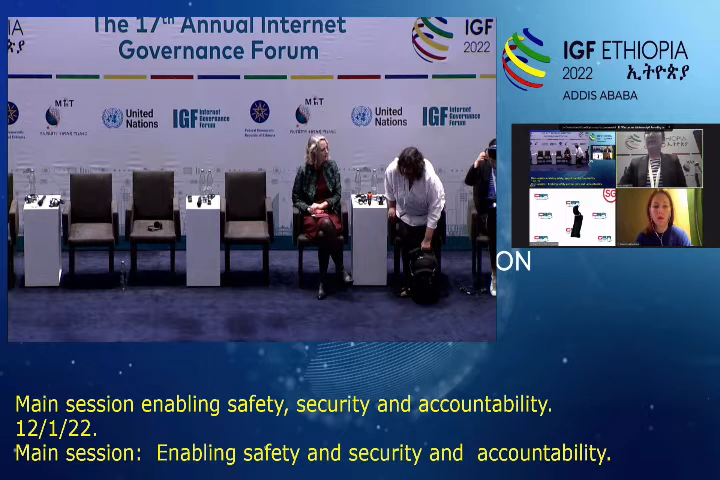 The 17th Annual Internet
Governance Forum
IGF
2022
MiT
United
Nations
IGF Internet
Governance
Forum
MiT
United
Nations
IGF Internet
Governance
Forum
IGF ETHIOPIA
2022 ኢትዮጵያ
ADDIS ABABA
ON
Main session enabling safety, security and accountability.
12/1/22.
Main session:  Enabling safety and security and  accountability.